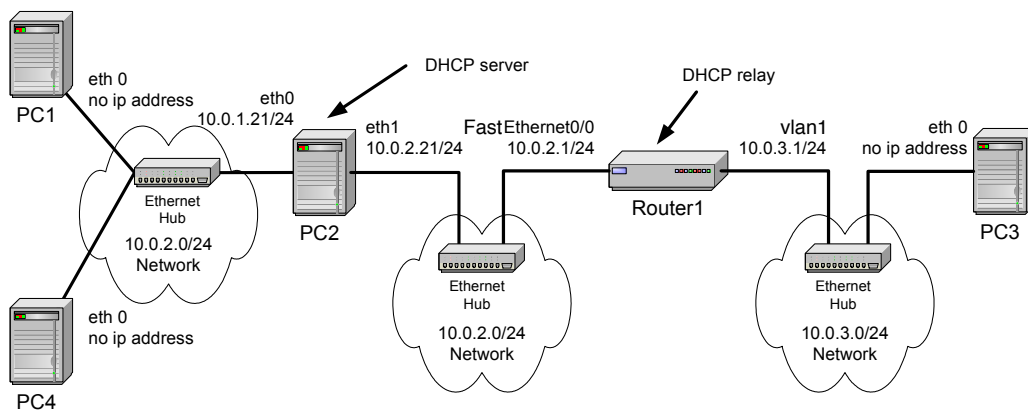 PC1
eth 0
no ip address
eth0
10.0.1.21/24
DHCP server
PC2
eth1
10.0.2.21/24
FastEthernet0/0
10.0.2.1/24
DHCP relay
Router1
vlan1
10.0.3.1/24
eth 0
no ip address
PC3
Ethernet
Hub
10.0.2.0/24
Network
Ethernet
Hub
10.0.2.0/24
Network
Ethernet
Hub
10.0.3.0/24
Network
eth 0
no ip address
PC4